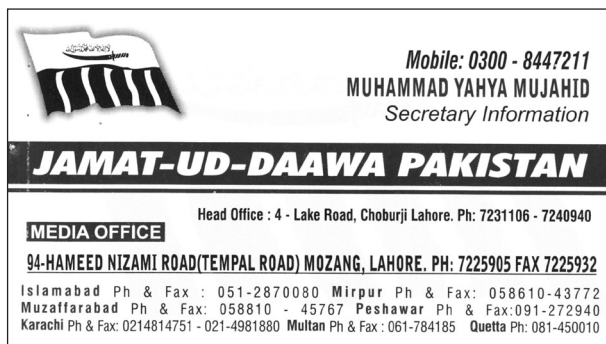 Mobile: 0300 - 8447211
MUHAMMAD YAHYA MUJAHID
Secretary Information
JAMAT-UD-DAAWA PAKISTAN
Head Office : 4 - Lake Road, Choburji Lahore. Ph: 7231106 - 7240940
MEDIA OFFICE
94-HAMEED NIZAMI ROAD(TEMPAL ROAD) MOZANG, LAHORE. PH: 7225905 FAX 7225932
Islamabad Ph & Fax : 051-2870080 Mirpur Ph & Fax: 058610-43772
Muzaffarabad Ph & Fax: 058810 - 45767 Peshawar Ph & Fax:091-272940
Karachi Ph & Fax: 0214814751 - 021-4981880 Multan Ph & Fax : 061-784185 Quetta Ph: 081-450010